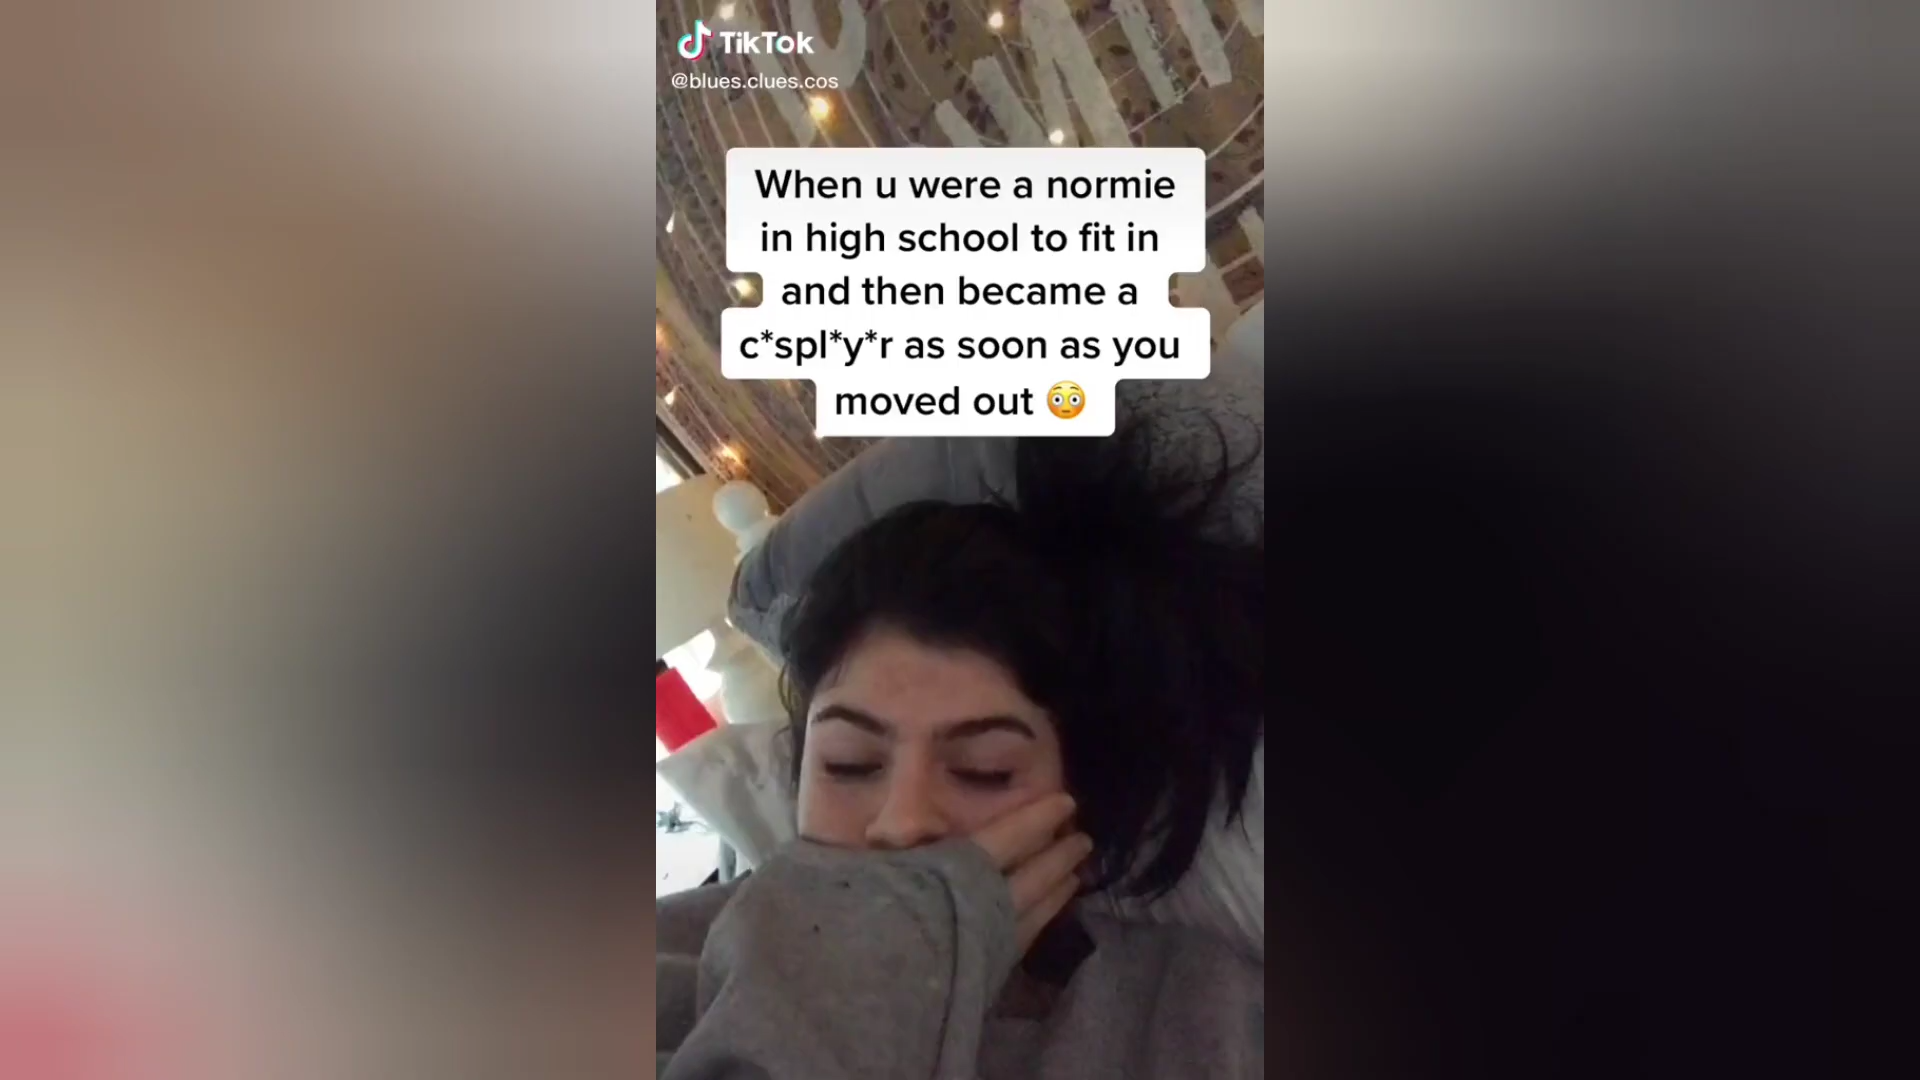 TikTok
@blues.clues.cos
When u were a normie
in high school to fit in
and then became a
c*spl*y*r as soon as you
moved out 😳